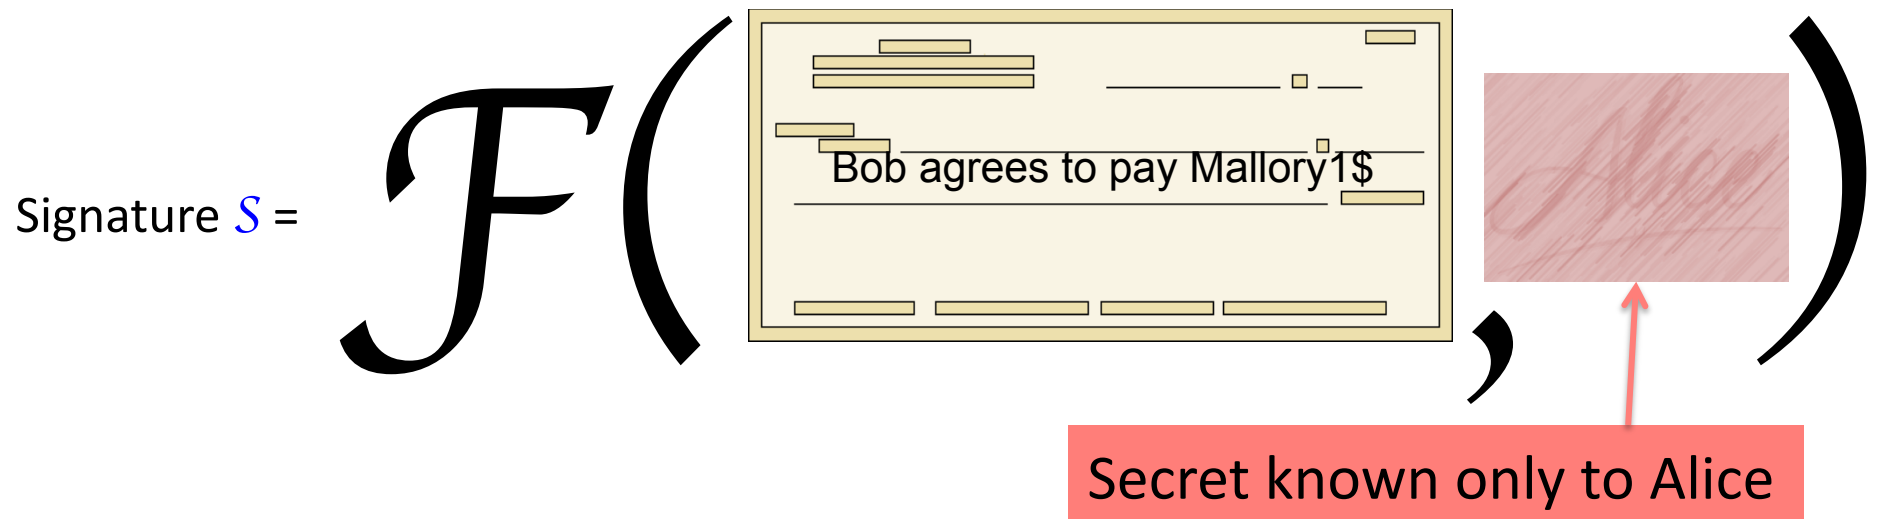 Signature S = F( Bob agrees to pay Mallory1$ , Alice )
Secret known only to Alice